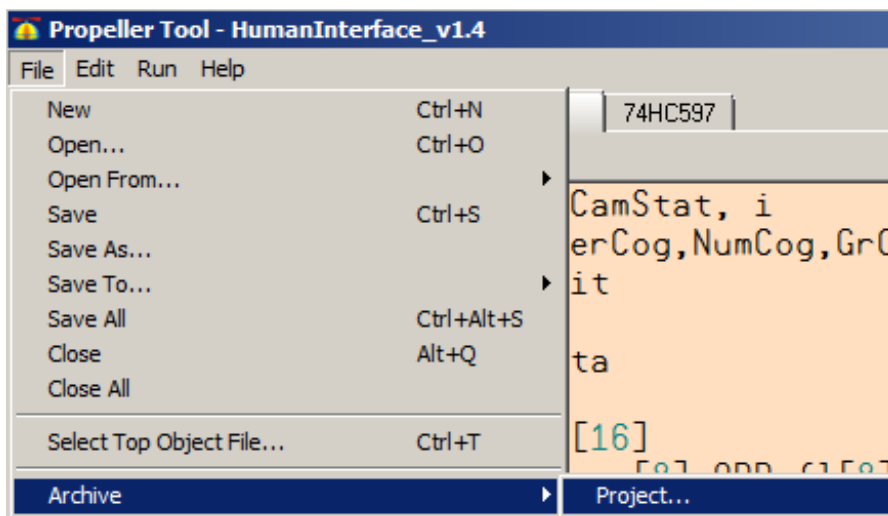 Propeller Tool - HumanInterface_v1.4
File Edit Run Help
New Ctrl+N
74HC597
Open... Ctrl+O
Open From...
Save Ctrl+S
CamStat, i
Save As...
erCog,NumCog,Gr
Save To...
it
Save All Ctrl+Alt+S
Close Alt+Q
ta
Close All
Select Top Object File... Ctrl+T
[16]
Archive
Project...